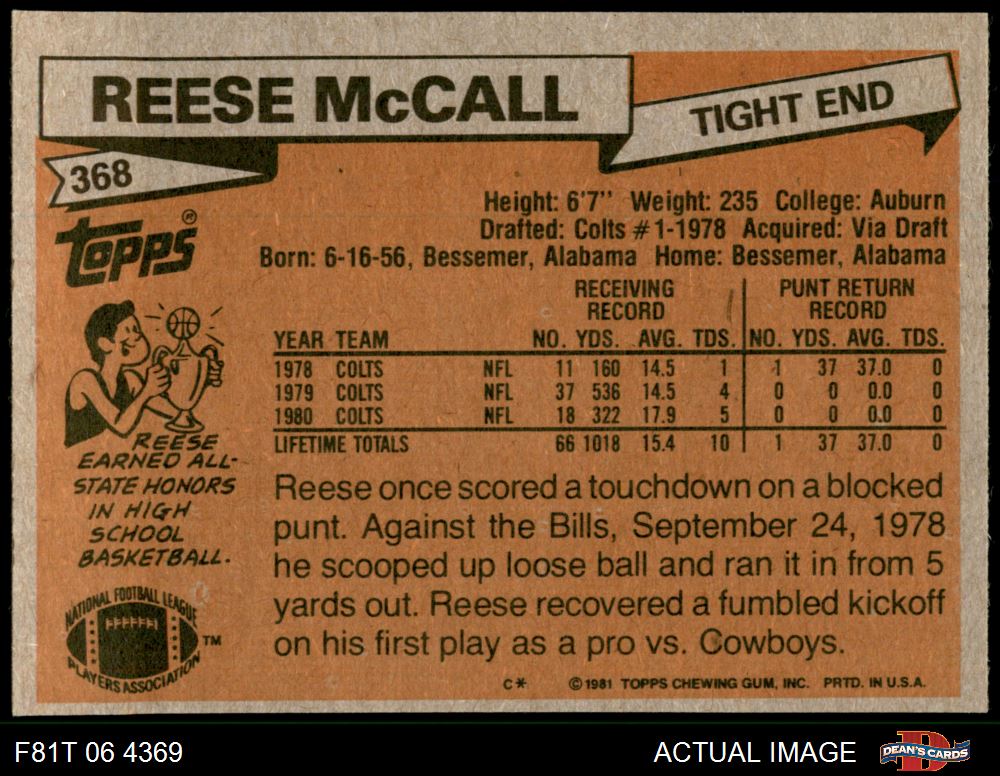 REESE McCALL
TIGHT END
368
topps®
Height: 6'7'' Weight: 235 College: Auburn
Drafted: Colts #1-1978 Acquired: Via Draft
Born: 6-16-56, Bessemer, Alabama Home: Bessemer, Alabama
RECEIVING RECORD PUNT RETURN RECORD
YEAR TEAM NO. YDS. AVG. TDS. NO. YDS. AVG. TDS.
1978 COLTS NFL 11 160 14.5 1 1 37 37.0 0
1979 COLTS NFL 37 536 14.5 4 0 0 0.0 0
1980 COLTS NFL 18 322 17.9 5 0 0 0.0 0
LIFETIME TOTALS 66 1018 15.4 10 1 37 37.0 0
REESE
EARNED ALL-
STATE HONORS
IN HIGH
SCHOOL
BASKETBALL.
Reese once scored a touchdown on a blocked
punt. Against the Bills, September 24, 1978
he scooped up loose ball and ran it in from 5
yards out. Reese recovered a fumbled kickoff
on his first play as a pro vs. Cowboys.
NATIONAL FOOTBALL LEAGUE
PLAYERS ASSOCIATION
TM
C* ©1981 TOPPS CHEWING GUM, INC. PRTD. IN U.S.A.
F81T 06 4369
ACTUAL IMAGE
D
DEAN'S CARDS